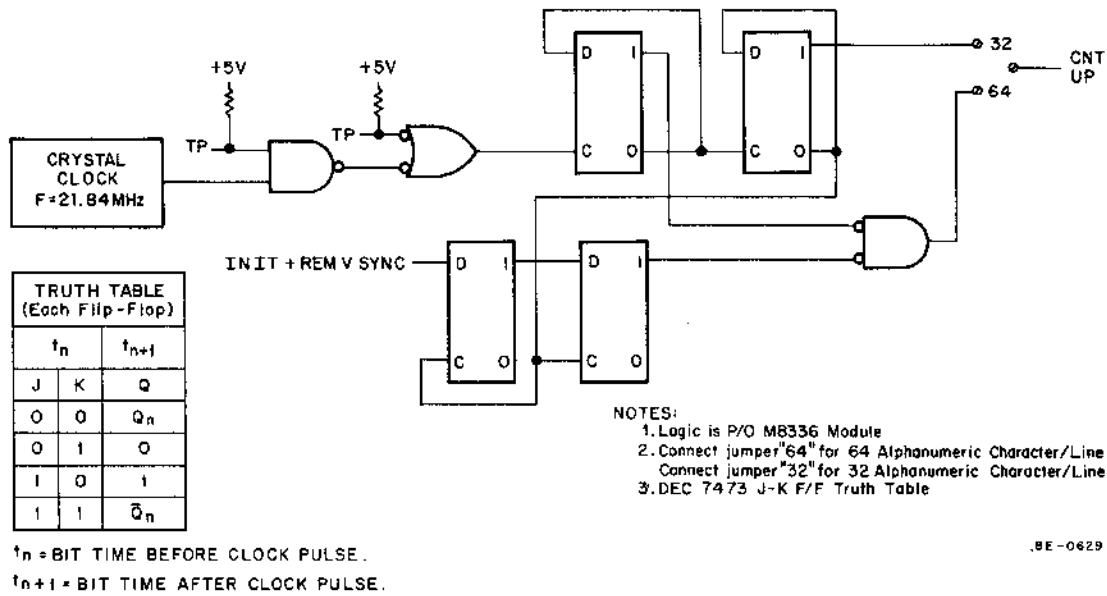 +5V
+5V
TP
TP
CRYSTAL
CLOCK
F=21.84MHz
D 1
C 0
D 1
C 0
32
CNT
UP
64
INIT + REM V SYNC
D 1
C 0
D 1
C 0
TRUTH TABLE
(Each Flip-Flop)
tn tn+1
J K Q
0 0 Qn
0 1 0
1 0 1
1 1 Q̄n
tn = BIT TIME BEFORE CLOCK PULSE.
tn+1 = BIT TIME AFTER CLOCK PULSE.
NOTES:
1. Logic is P/O M8336 Module
2. Connect jumper "64" for 64 Alphanumeric Character/Line
Connect jumper "32" for 32 Alphanumeric Character/Line
3. DEC 7473 J-K F/F Truth Table
BE-0629